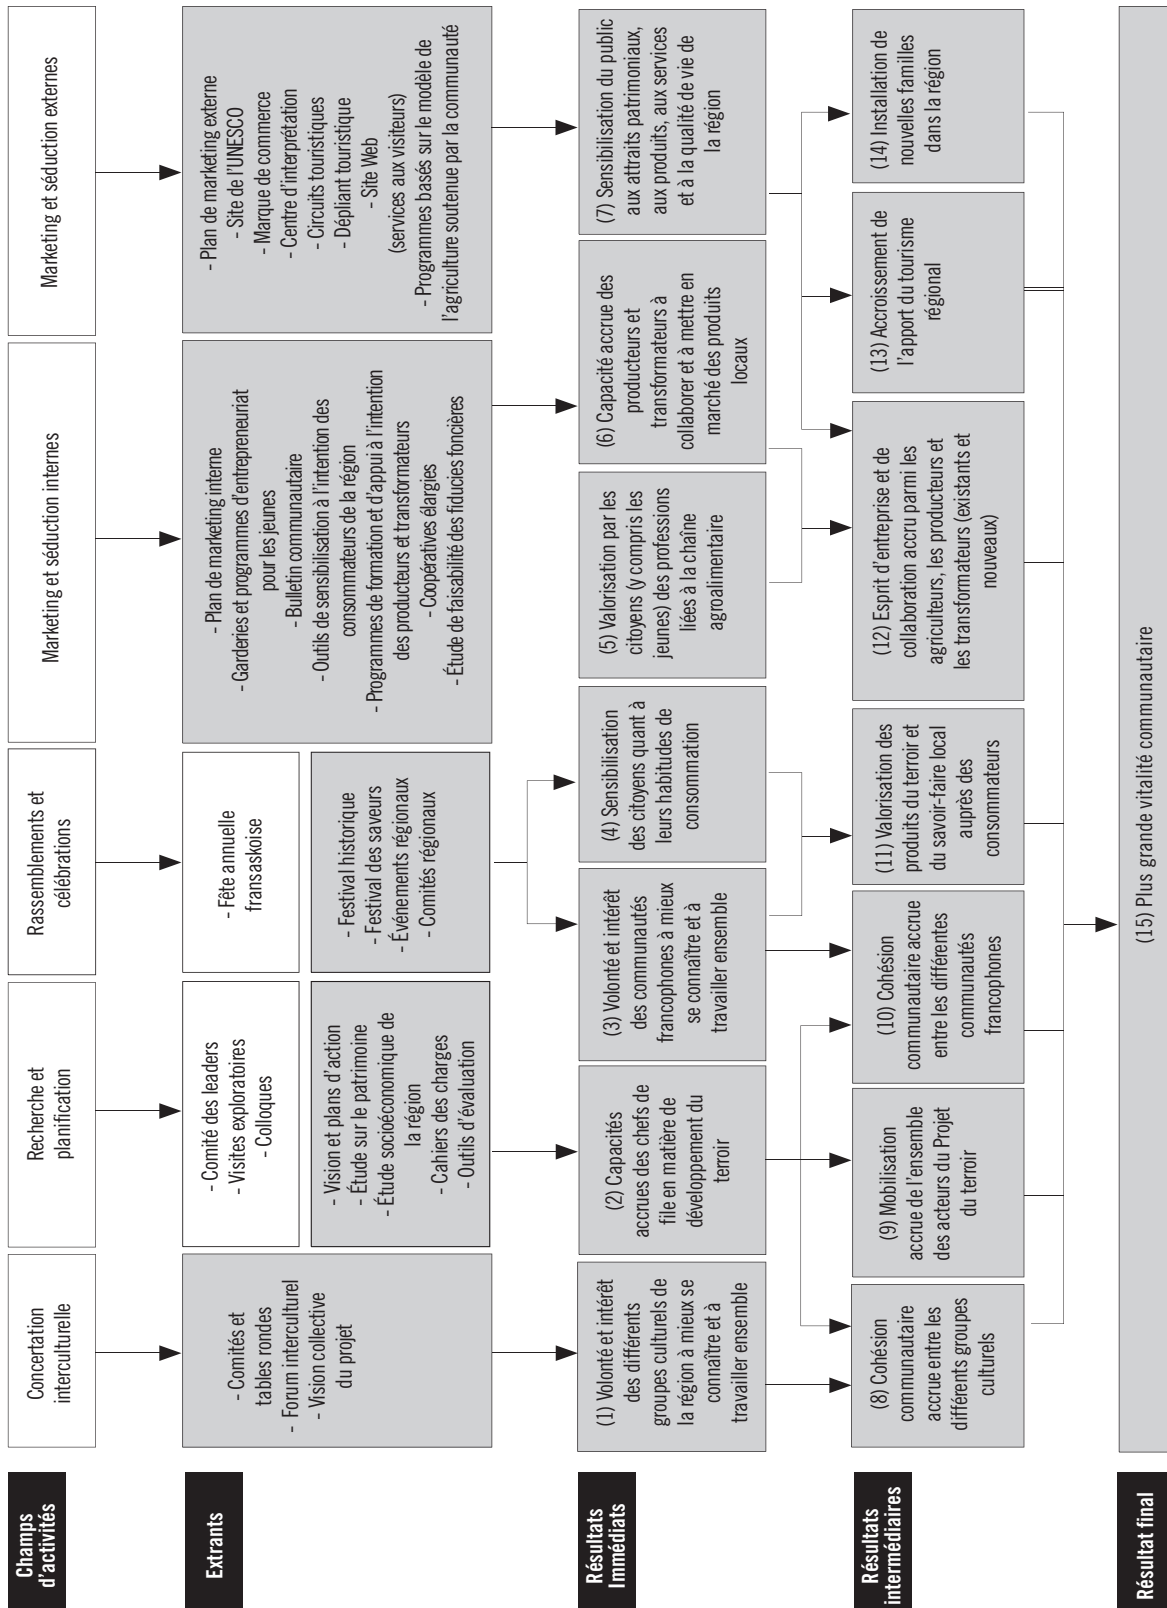 Champs
d'activités
Concertation
interculturelle
Recherche et
planification
Rassemblements et
célébrations
Marketing et séduction internes
Marketing et séduction externes
Extrants
- Comités et
tables rondes
- Forum interculturel
- Vision collective
du projet
- Comité des leaders
- Visites exploratoires
- Colloques
- Vision et plans d'action
- Étude sur le patrimoine
- Étude socioéconomique de
la région
- Cahiers des charges
- Outils d'évaluation
- Fête annuelle
fransaskoise
- Festival historique
- Festival des saveurs
- Événements régionaux
- Comités régionaux
- Plan de marketing interne
- Garderies et programmes d'entrepreneuriat
pour les jeunes
- Bulletin communautaire
- Outils de sensibilisation à l'intention des
consommateurs de la région
- Programmes de formation et d'appui à l'intention
des producteurs et transformateurs
- Coopératives élargies
- Étude de faisabilité des fiducies foncières
- Plan de marketing externe
- Site de l'UNESCO
- Marque de commerce
- Centre d'interprétation
- Circuits touristiques
- Dépliant touristique
- Site Web
(services aux visiteurs)
- Programmes basés sur le modèle de
l'agriculture soutenue par la communauté
Résultats
Immédiats
(1) Volonté et intérêt
des différents
groupes culturels de
la région à mieux se
connaître et à
travailler ensemble
(2) Capacités
accrues des chefs de
file en matière de
développement du
terroir
(3) Volonté et intérêt
des communautés
francophones à mieux
se connaître et à
travailler ensemble
(4) Sensibilisation
des citoyens quant à
leurs habitudes de
consommation
(5) Valorisation par les
citoyens (y compris les
jeunes) des professions
liées à la chaîne
agroalimentaire
(6) Capacité accrue des
producteurs et
transformateurs à
collaborer et à mettre en
marché des produits
locaux
(7) Sensibilisation du public
aux attraits patrimoniaux,
aux produits, aux services
et à la qualité de vie de
la région
Résultats
intermédiaires
(8) Cohésion
communautaire
accrue entre les
différents groupes
culturels
(9) Mobilisation
accrue de l'ensemble
des acteurs du Projet
du terroir
(10) Cohésion
communautaire accrue
entre les différentes
communautés
francophones
(11) Valorisation des
produits du terroir et
du savoir-faire local
auprès des
consommateurs
(12) Esprit d'entreprise et de
collaboration accru parmi les
agriculteurs, les producteurs et
les transformateurs (existants et
nouveaux)
(13) Accroissement de
l'apport du tourisme
régional
(14) Installation de
nouvelles familles
dans la région
Résultat final
(15) Plus grande vitalité communautaire